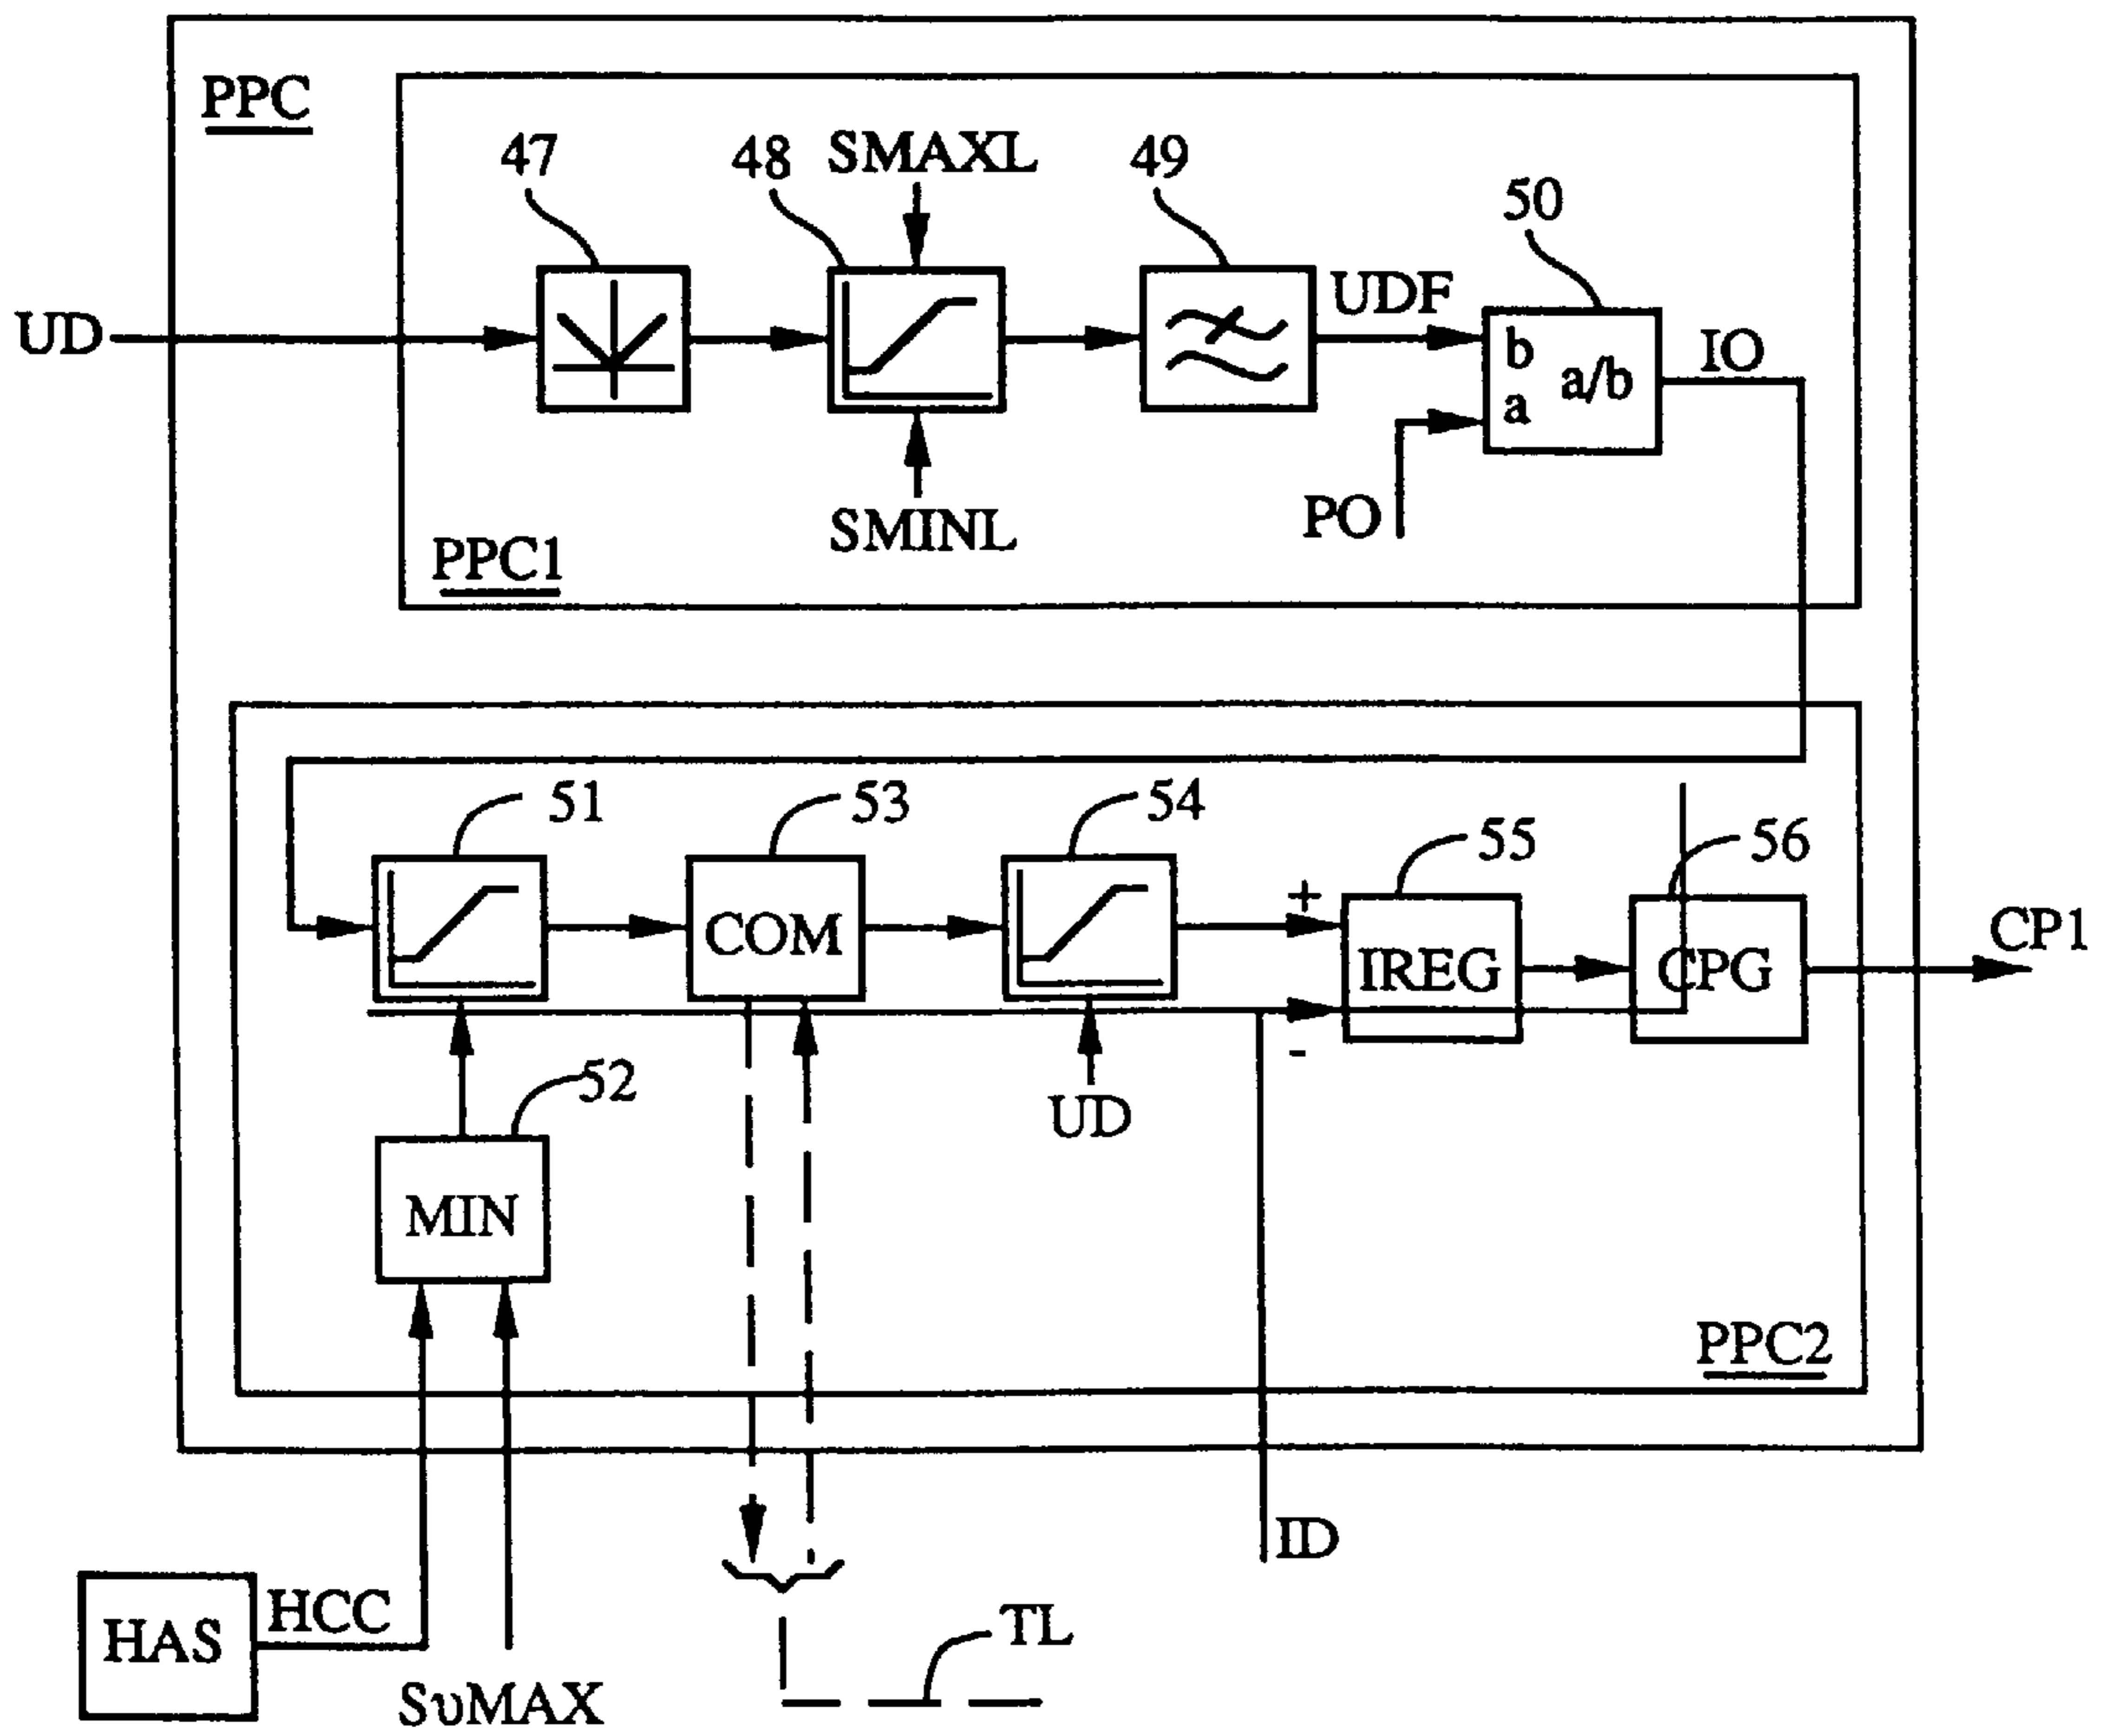 PPC
47
48
SMAXL
49
50
UD
UDF
b
a/b
a
IO
PO
SMINL
PPC1
51
53
54
55
56
COM
+
IREG
CPG
CP1
-
52
UD
MIN
PPC2
ID
HAS
HCC
SυMAX
TL